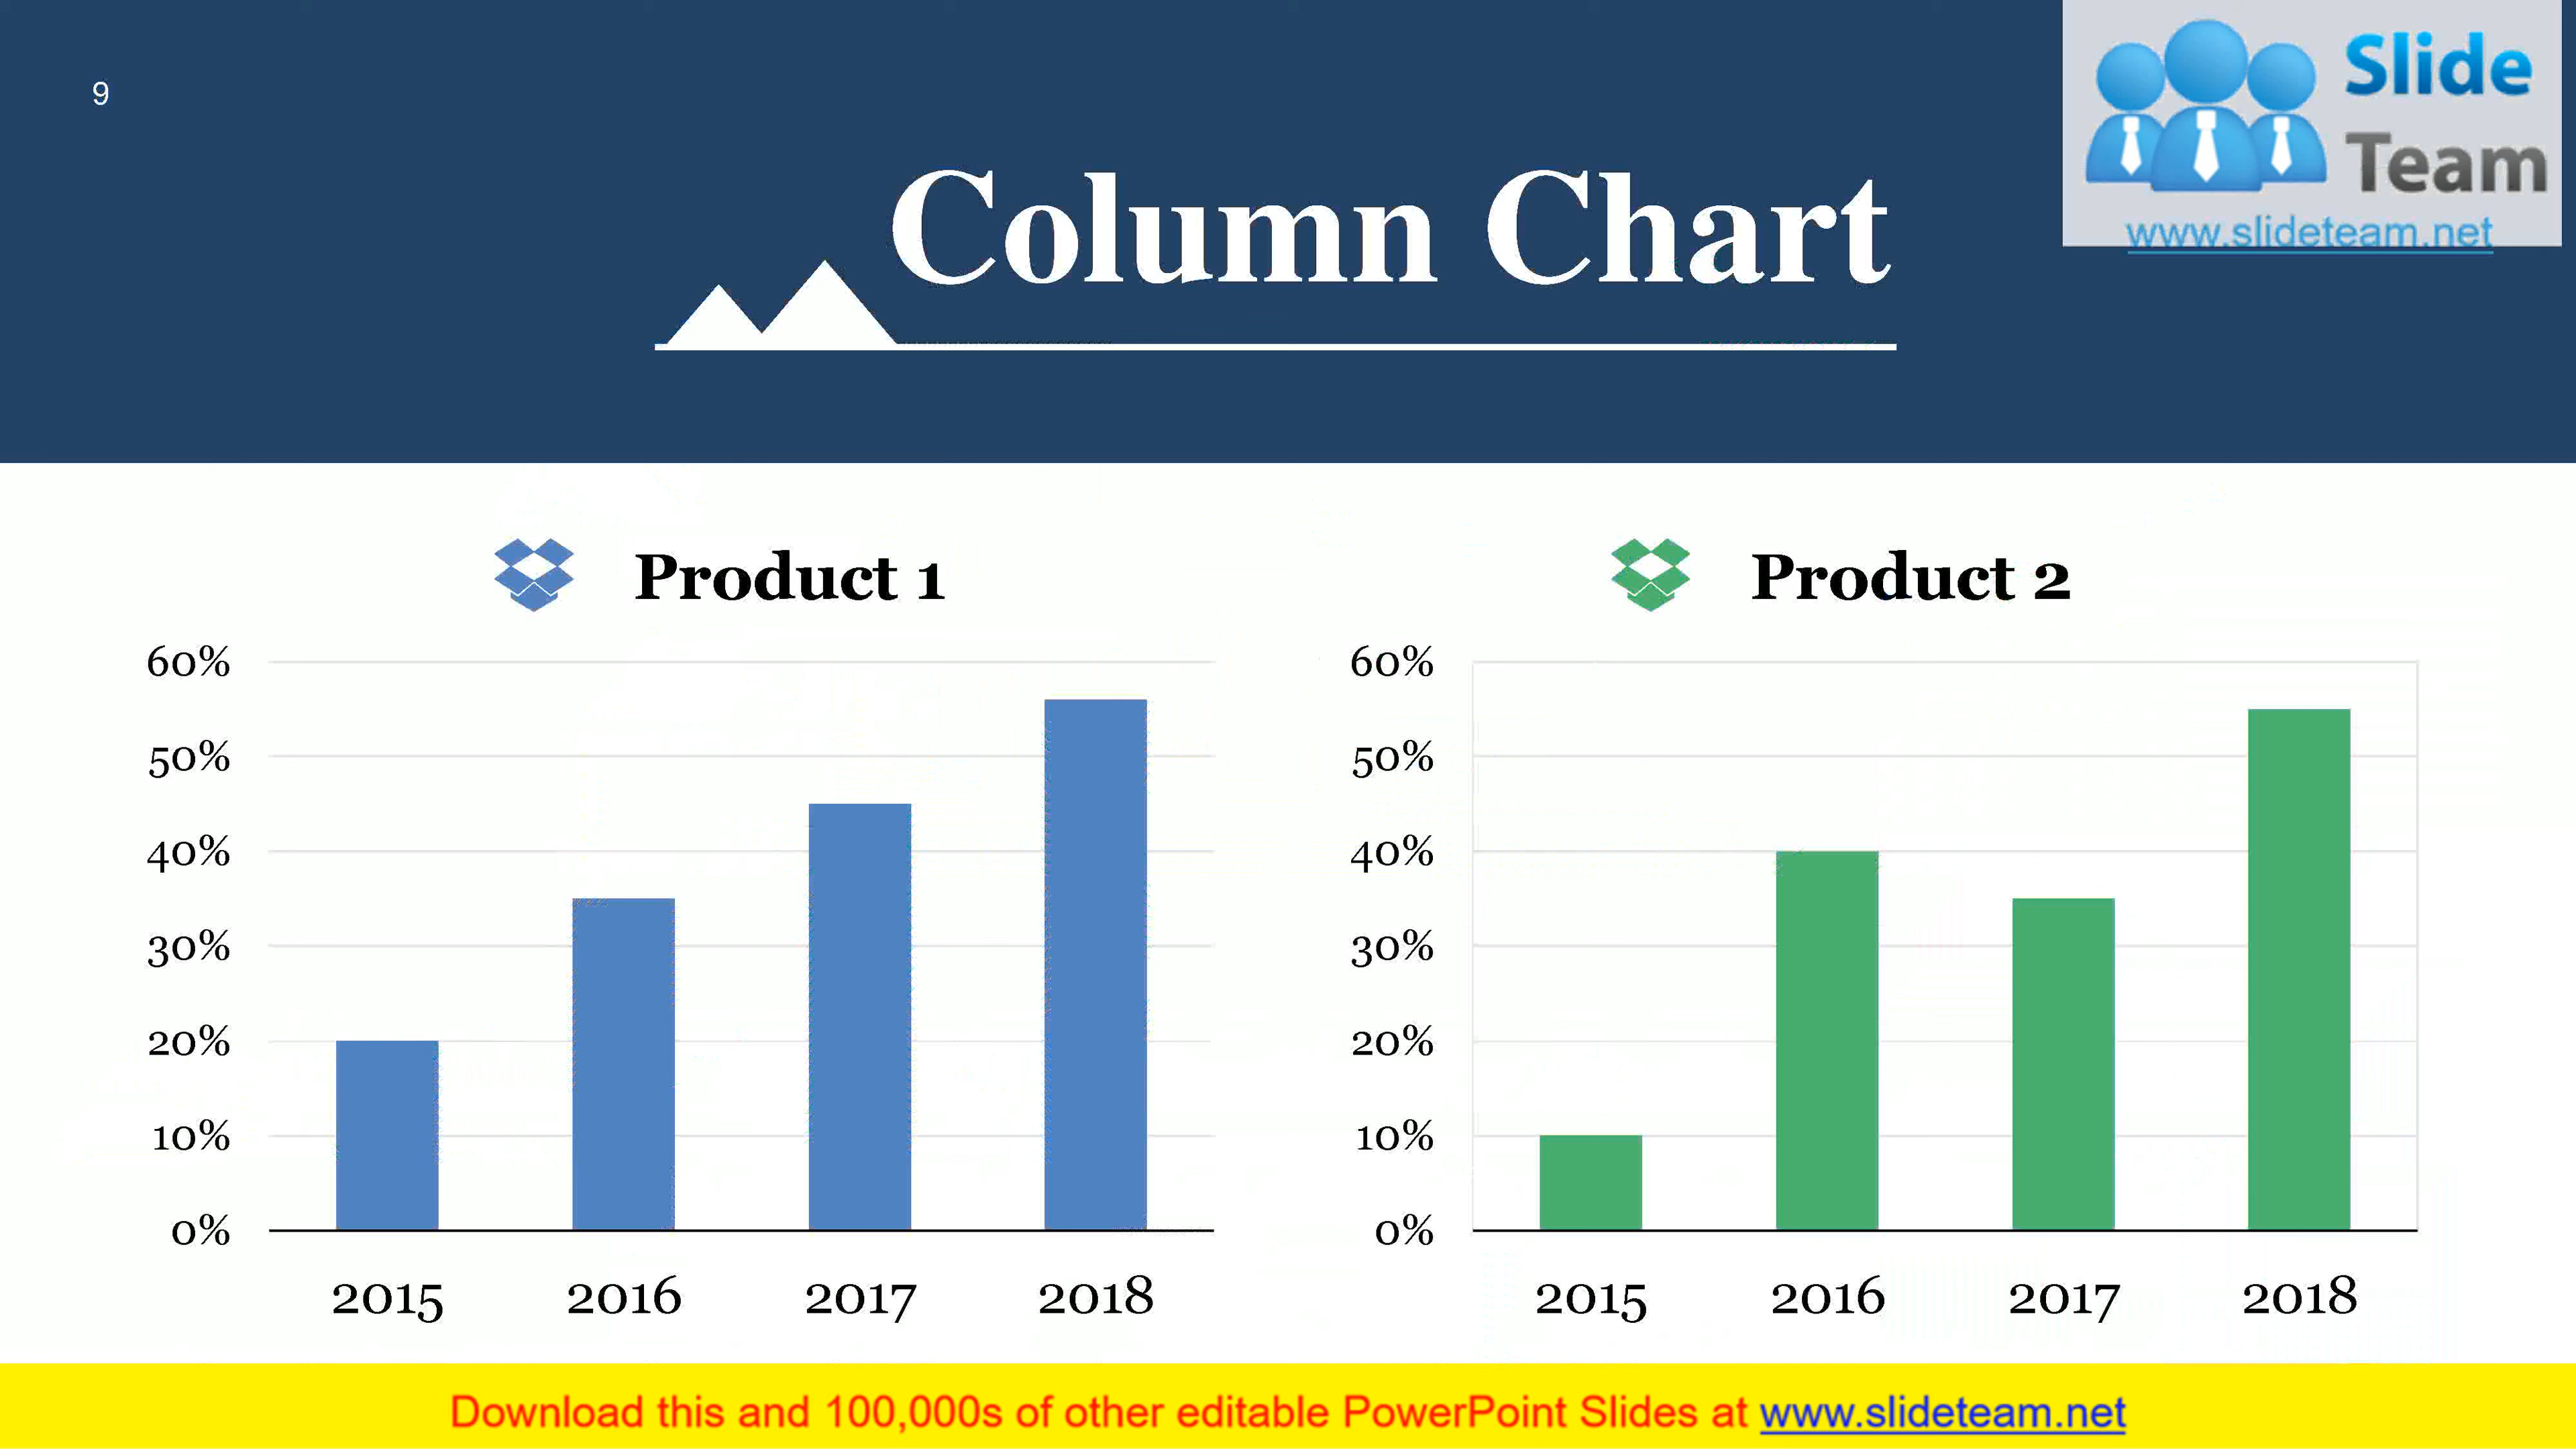 9
Slide
Team
www.slideteam.net
Column Chart
Product 1
60%
50%
40%
30%
20%
10%
0%
2015 2016 2017 2018
Product 2
60%
50%
40%
30%
20%
10%
0%
2015 2016 2017 2018
Download this and 100,000s of other editable PowerPoint Slides at www.slideteam.net